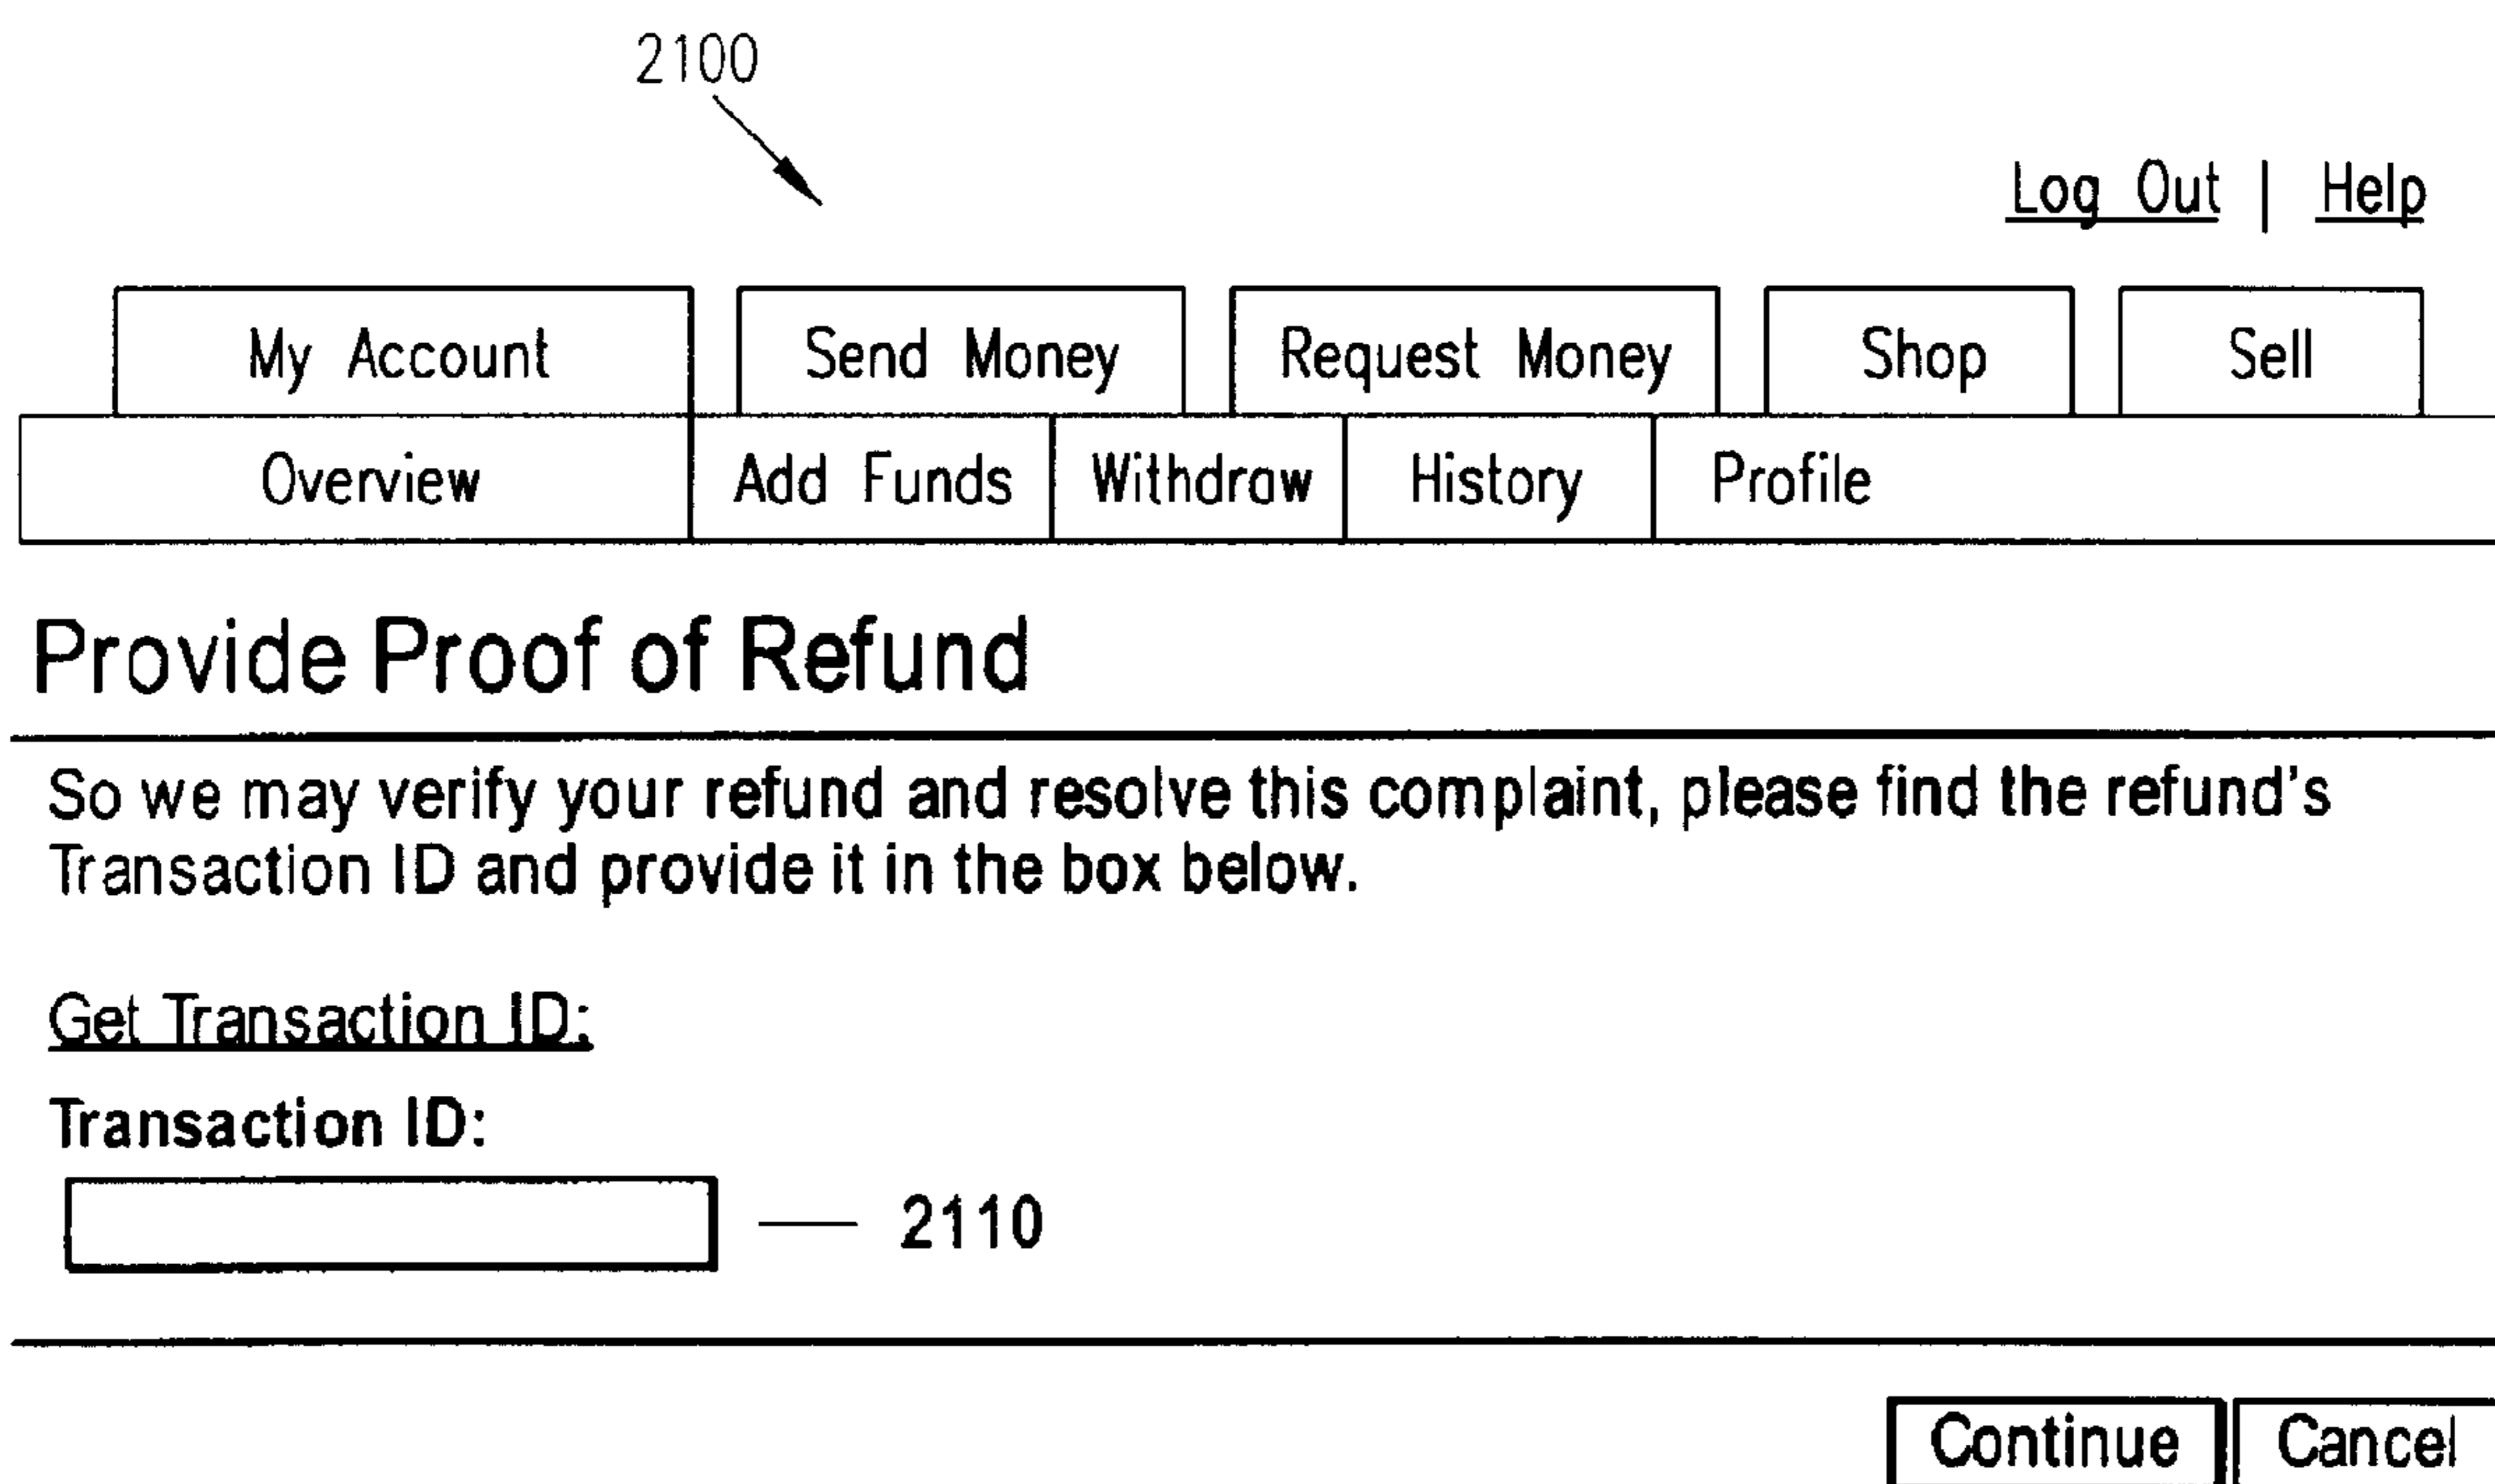 2100
Log Out | Help
My Account Send Money Request Money Shop Sell
Overview Add Funds Withdraw History Profile
Provide Proof of Refund
So we may verify your refund and resolve this complaint, please find the refund's
Transaction ID and provide it in the box below.
Get Transaction ID:
Transaction ID:
2110
Continue Cancel